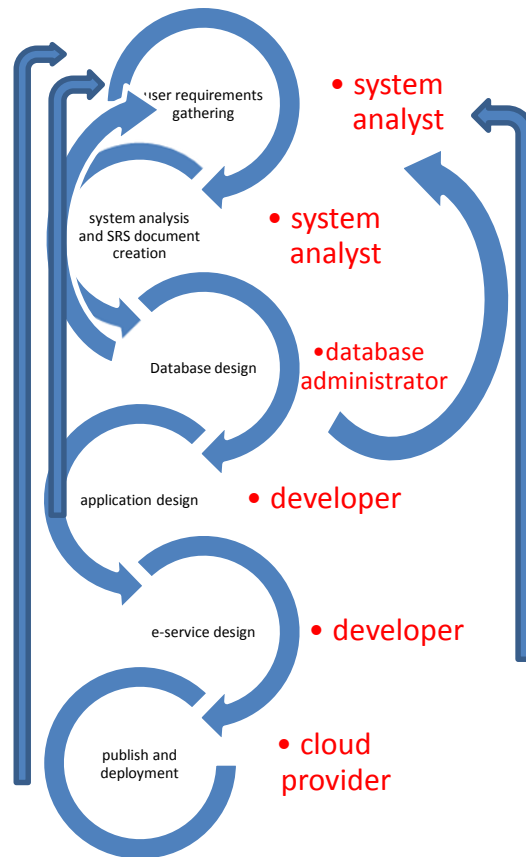 user requirements
gathering
• system
analyst
system analysis
and SRS document
creation
• system
analyst
Database design
•database
administrator
application design
• developer
e-service design
• developer
publish and
deployment
• cloud
provider